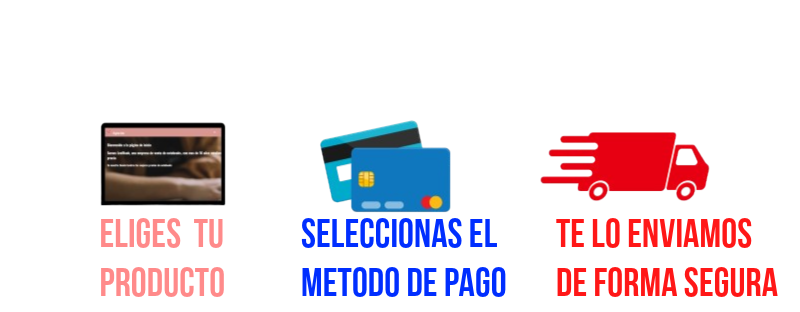 Bienvenido a la página de inicio
ELIGES TU
PRODUCTO
SELECCIONAS EL
METODO DE PAGO
TE LO ENVIAMOS
DE FORMA SEGURA